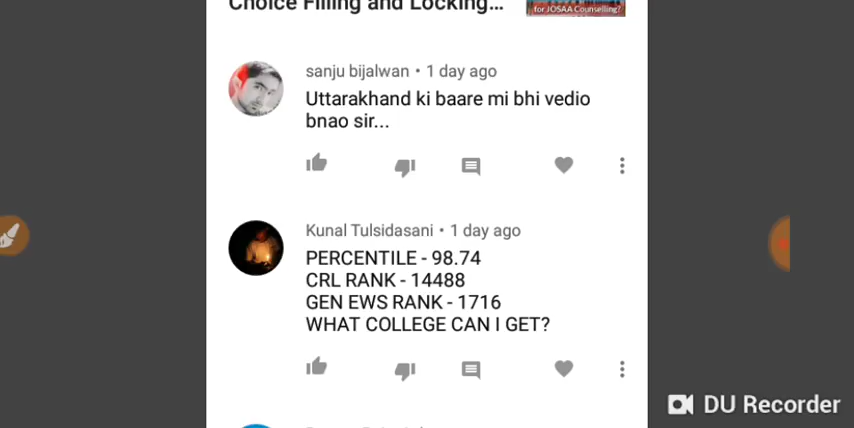 Choice Filling and Locking...
for JOSAA Counselling?
sanju bijalwan • 1 day ago
Uttarakhand ki baare mi bhi vedio
bnao sir...
Kunal Tulsidasani • 1 day ago
PERCENTILE - 98.74
CRL RANK - 14488
GEN EWS RANK - 1716
WHAT COLLEGE CAN I GET?
DU Recorder